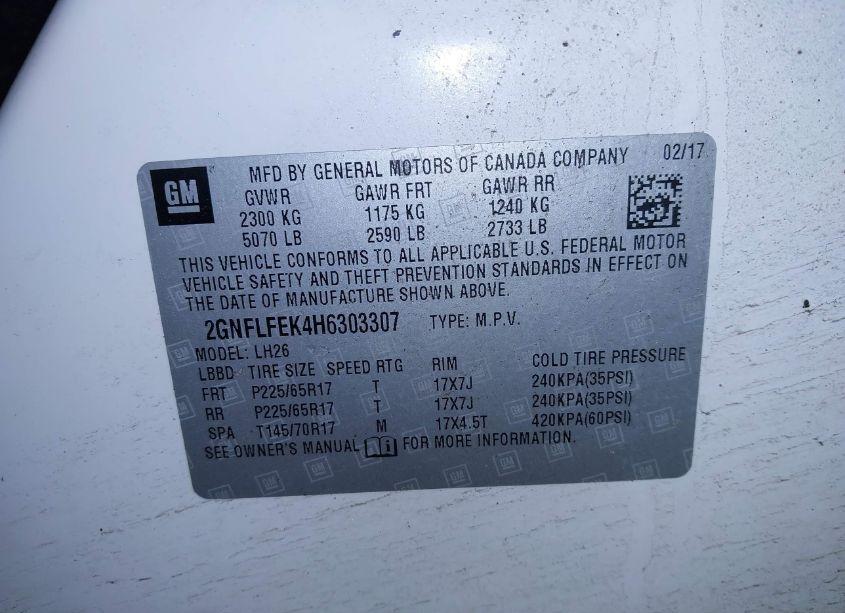 GM MFD BY GENERAL MOTORS OF CANADA COMPANY 02/17
GVWR GAWR FRT GAWR RR
2300 KG 1175 KG 1240 KG
5070 LB 2590 LB 2733 LB
THIS VEHICLE CONFORMS TO ALL APPLICABLE U.S. FEDERAL MOTOR
VEHICLE SAFETY AND THEFT PREVENTION STANDARDS IN EFFECT ON
THE DATE OF MANUFACTURE SHOWN ABOVE.
2GNFLFEK4H6303307 TYPE: M.P.V.
MODEL: LH26
LBBD TIRE SIZE SPEED RTG RIM COLD TIRE PRESSURE
FRT P225/65R17 T 17X7J 240KPA(35PSI)
RR P225/65R17 T 17X7J 240KPA(35PSI)
SPA T145/70R17 M 17X4.5T 420KPA(60PSI)
SEE OWNER'S MANUAL FOR MORE INFORMATION.